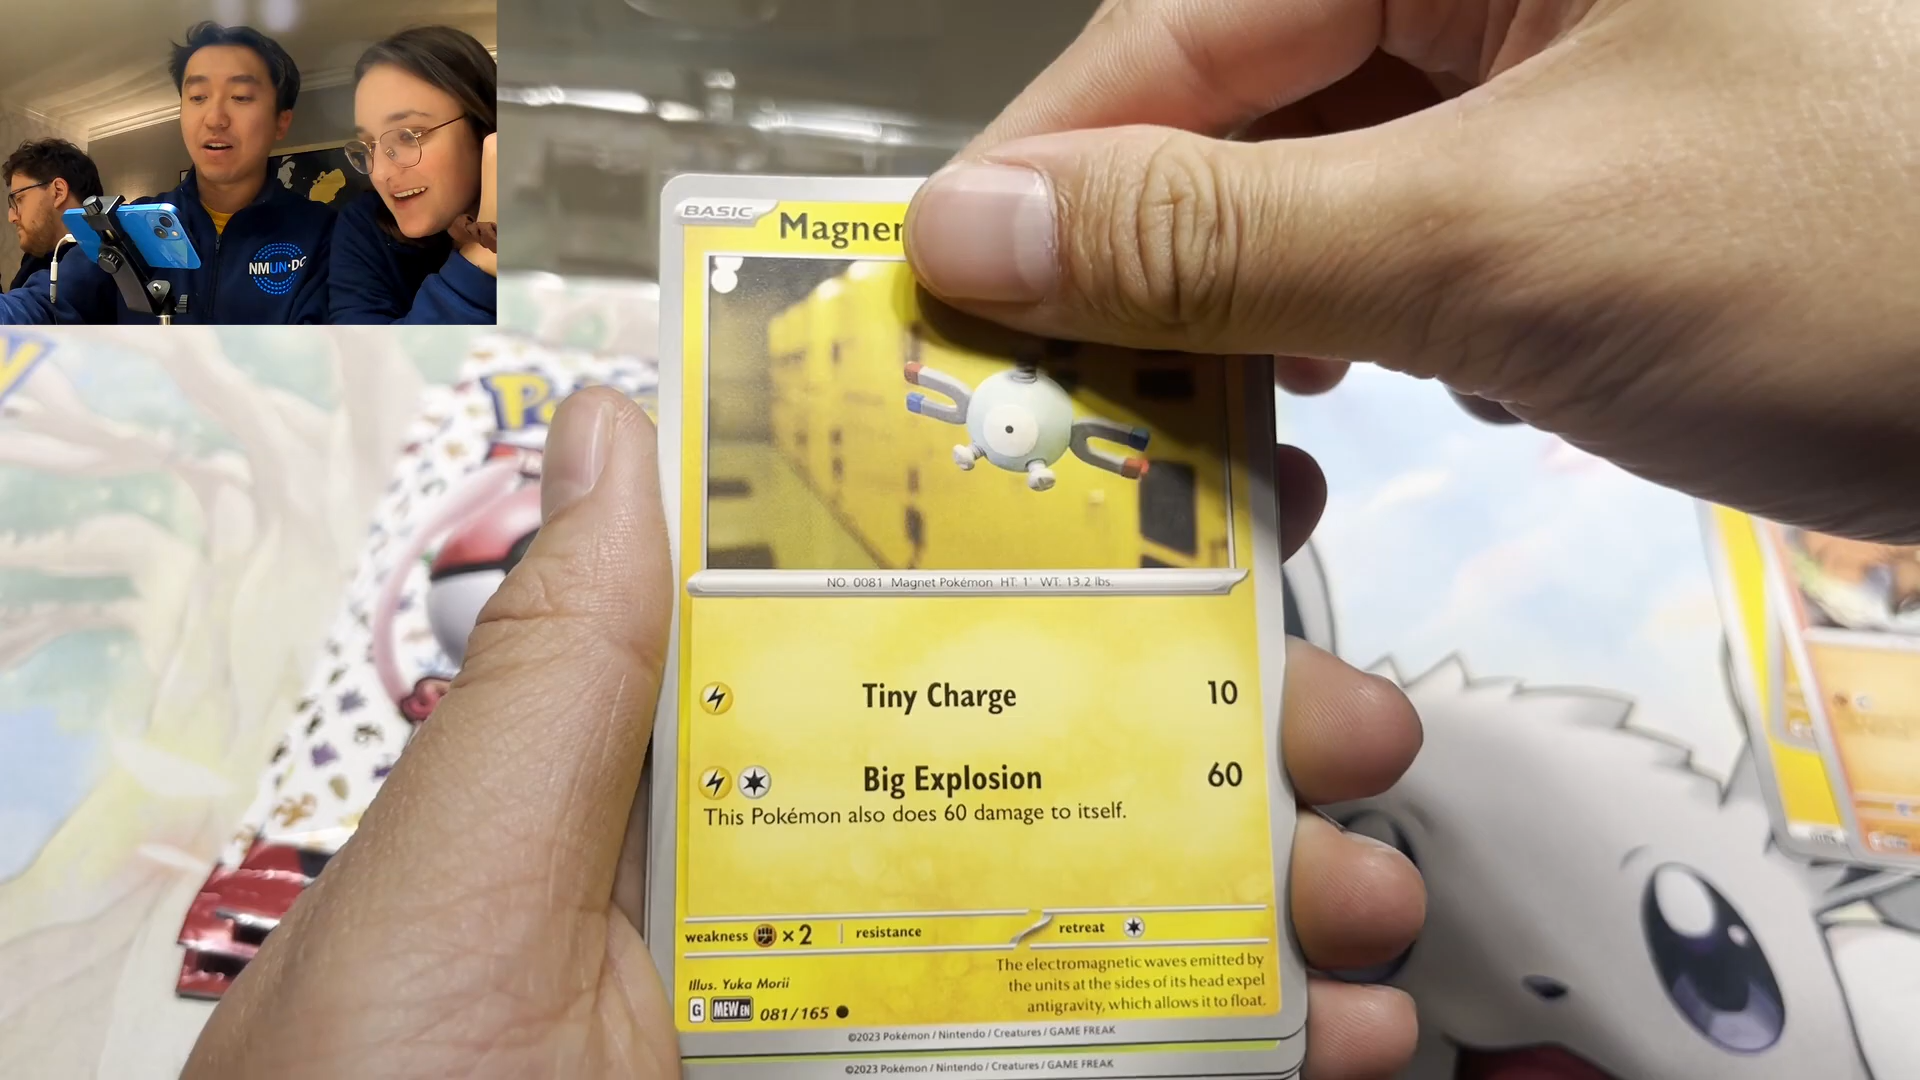 NMUN•DC
BASIC
Magne
NO. 0081 Magnet Pokémon HT: 1' WT: 13.2 lbs.
Tiny Charge 10
Big Explosion 60
This Pokémon also does 60 damage to itself.
weakness ×2 resistance retreat
Illus. Yuka Morii
The electromagnetic waves emitted by
the units at the sides of its head expel
antigravity, which allows it to float.
G MEW EN 081/165
©2023 Pokémon / Nintendo / Creatures / GAME FREAK
©2023 Pokémon / Nintendo / Creatures / GAME FREAK